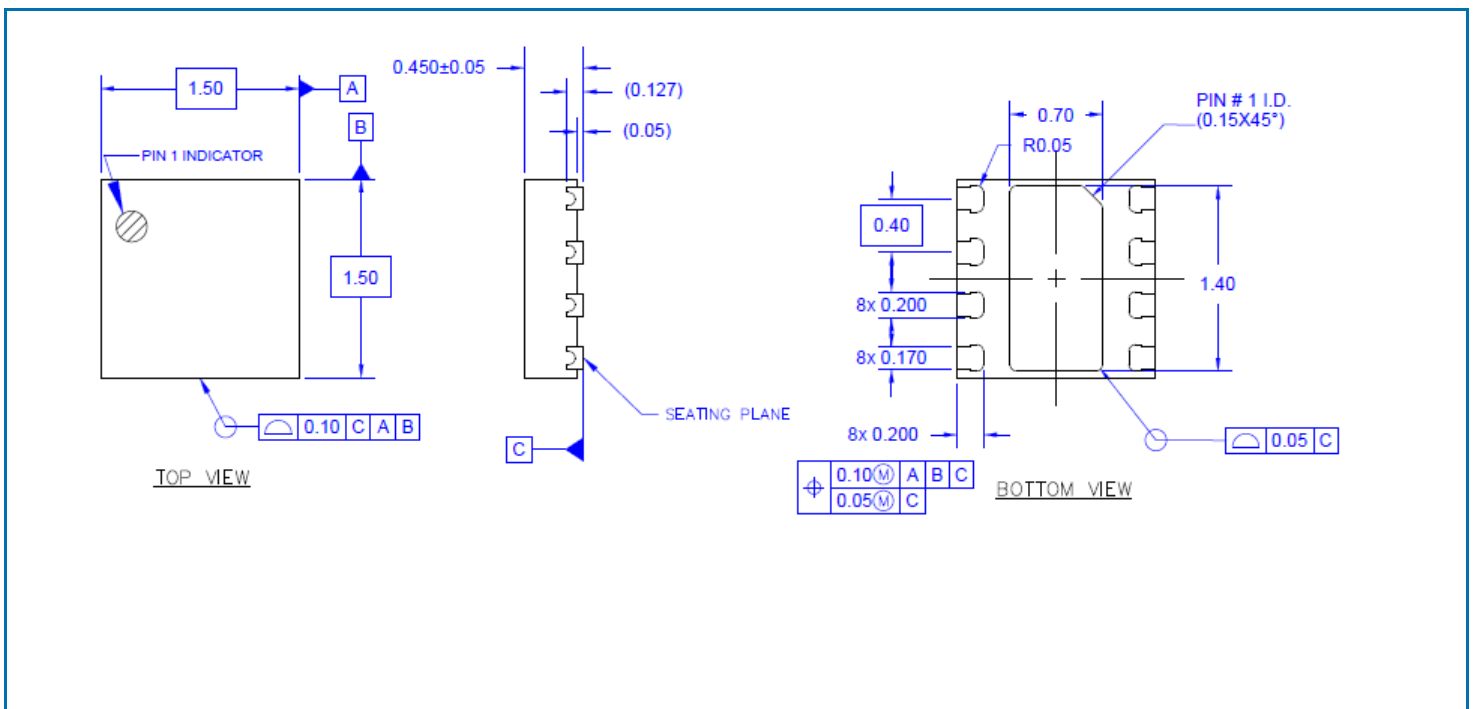 1.50
A
B
PIN 1 INDICATOR
1.50
0.10 C A B
TOP VIEW
0.450±0.05
(0.127)
(0.05)
SEATING PLANE
C
PIN # 1 I.D.
(0.15X45°)
0.70
R0.05
0.40
8x 0.200
8x 0.170
1.40
8x 0.200
0.10Ⓜ A B C
0.05Ⓜ C
0.05 C
BOTTOM VIEW